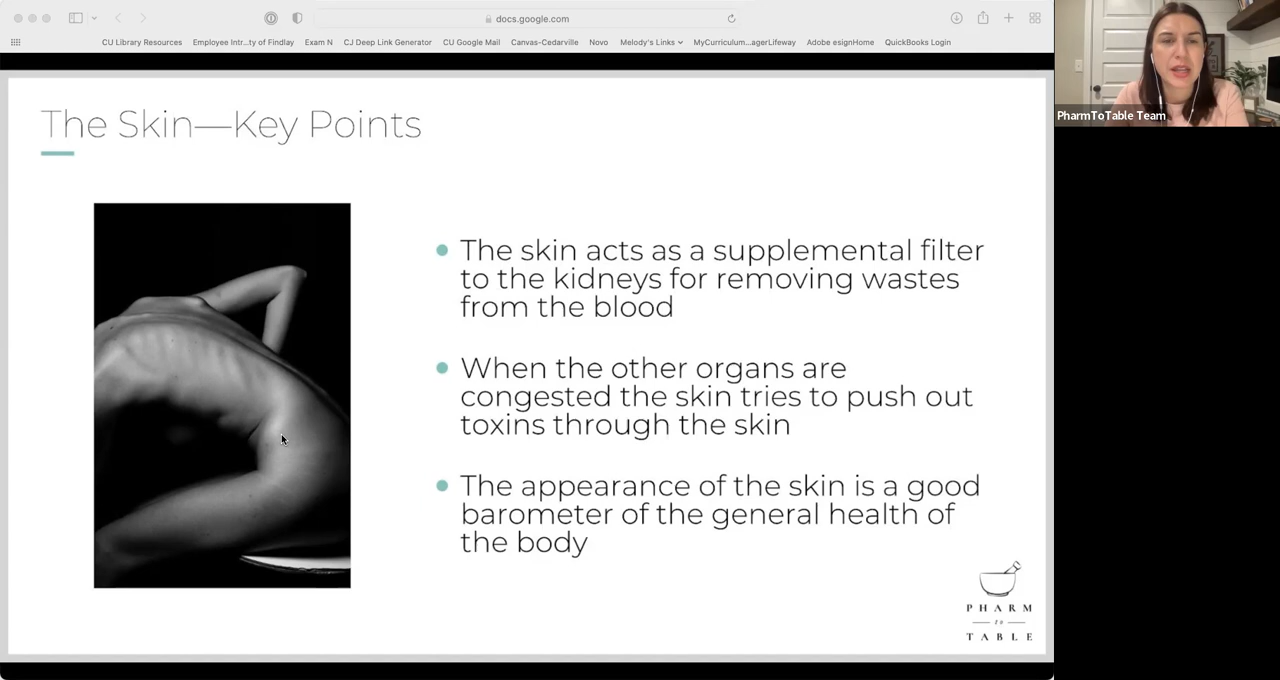 docs.google.com
CU Library Resources Employee Intr...ty of Findlay Exam N CJ Deep Link Generator CU Google Mail Canvas-Cedarville Novo Melody's Links MyCurriculum...agerLifeway Adobe esignHome QuickBooks Login
PharmToTable Team
The Skin—Key Points
The skin acts as a supplemental filter
to the kidneys for removing wastes
from the blood
When the other organs are
congested the skin tries to push out
toxins through the skin
The appearance of the skin is a good
barometer of the general health of
the body
PHARM
to
TABLE